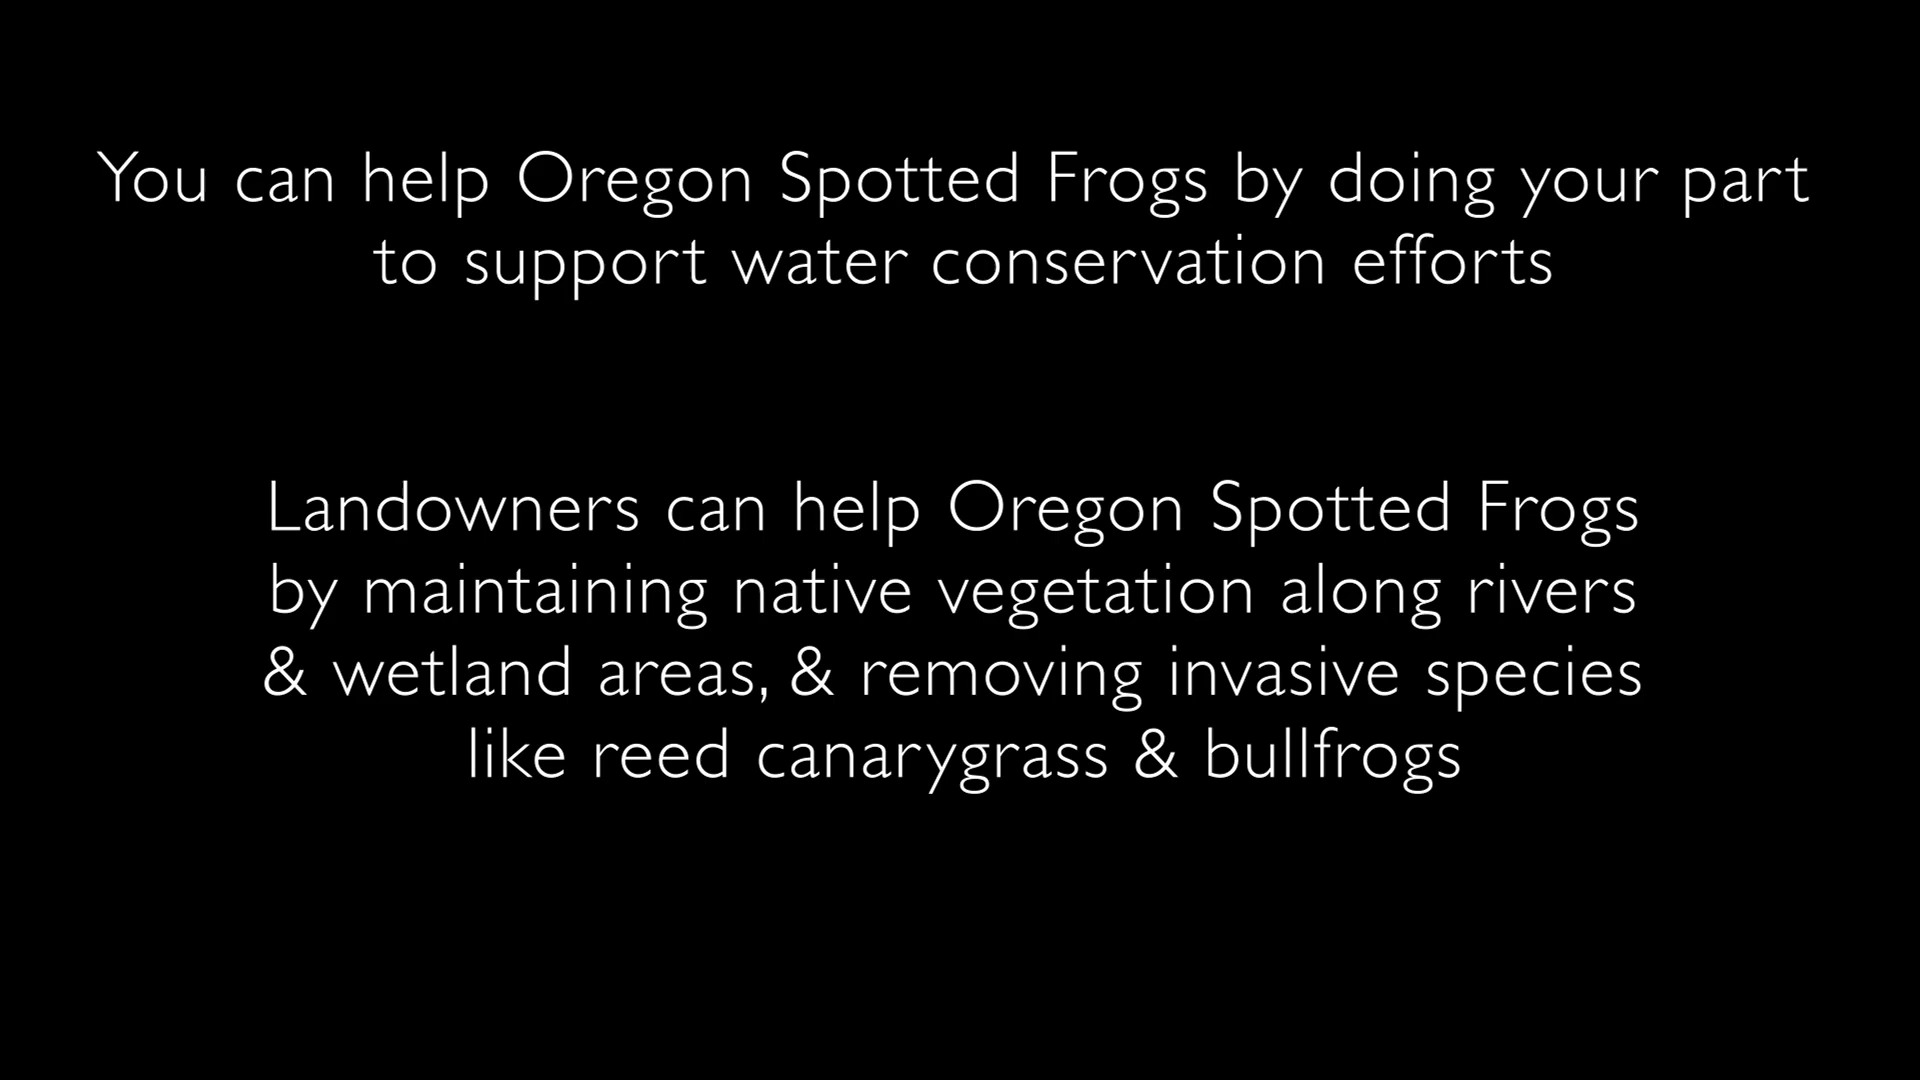 You can help Oregon Spotted Frogs by doing your part
to support water conservation efforts
Landowners can help Oregon Spotted Frogs
by maintaining native vegetation along rivers
& wetland areas, & removing invasive species
like reed canarygrass & bullfrogs